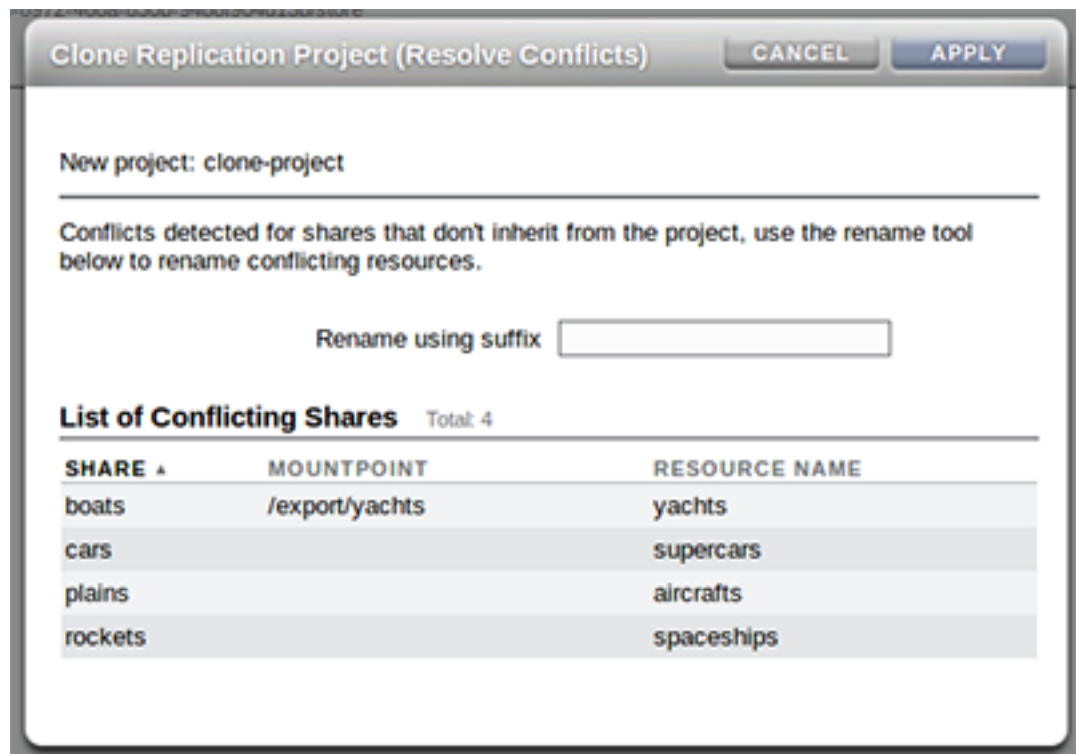 Clone Replication Project (Resolve Conflicts) CANCEL APPLY
New project: clone-project
Conflicts detected for shares that don't inherit from the project, use the rename tool
below to rename conflicting resources.
Rename using suffix
List of Conflicting Shares Total: 4
SHARE ▲ MOUNTPOINT RESOURCE NAME
boats /export/yachts yachts
cars supercars
plains aircrafts
rockets spaceships